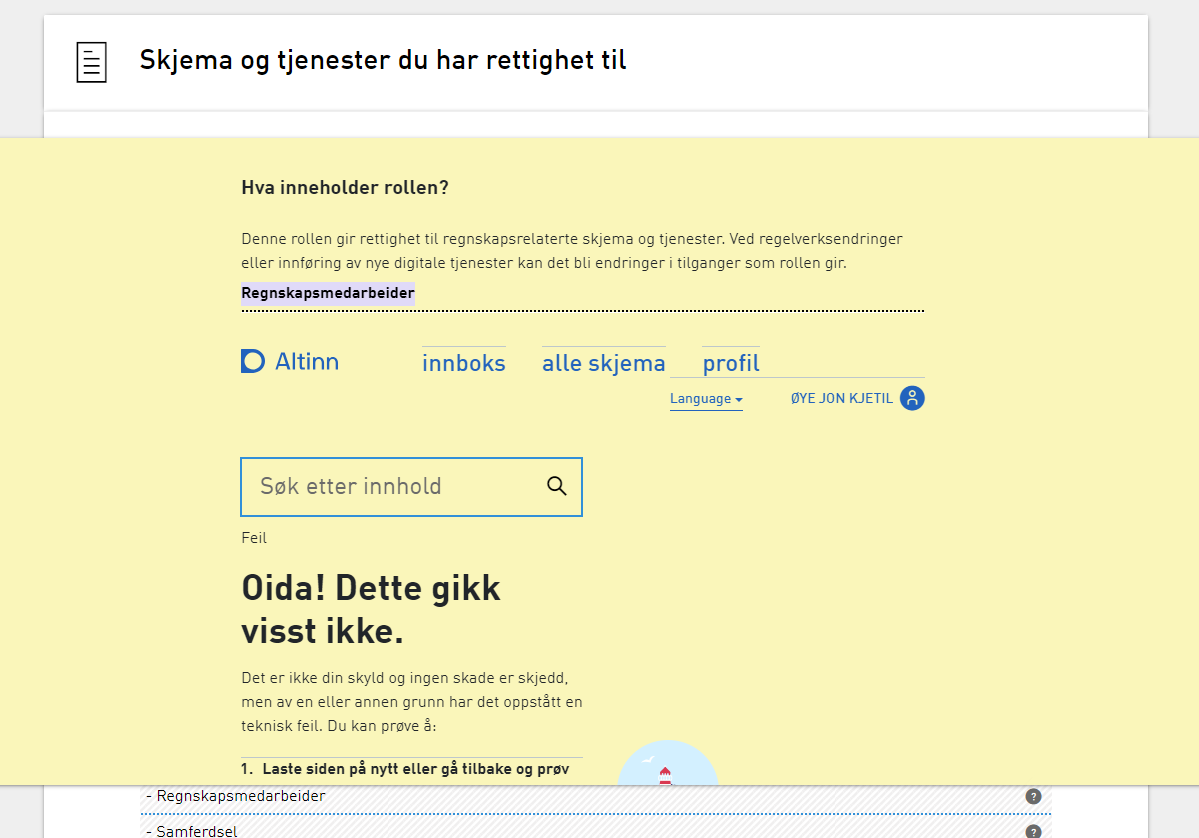 Skjema og tjenester du har rettighet til
Hva inneholder rollen?
Denne rollen gir rettighet til regnskapsrelaterte skjema og tjenester. Ved regelverksendringer
eller innføring av nye digitale tjenester kan det bli endringer i tilganger som rollen gir.
Regnskapsmedarbeider
Altinn innboks alle skjema profil
Language ØYE JON KJETIL
Søk etter innhold
Feil
Oida! Dette gikk
visst ikke.
Det er ikke din skyld og ingen skade er skjedd,
men av en eller annen grunn har det oppstått en
teknisk feil. Du kan prøve å:
1. Laste siden på nytt eller gå tilbake og prøv
- Regnskapsmedarbeider ?
- Samferdsel ?